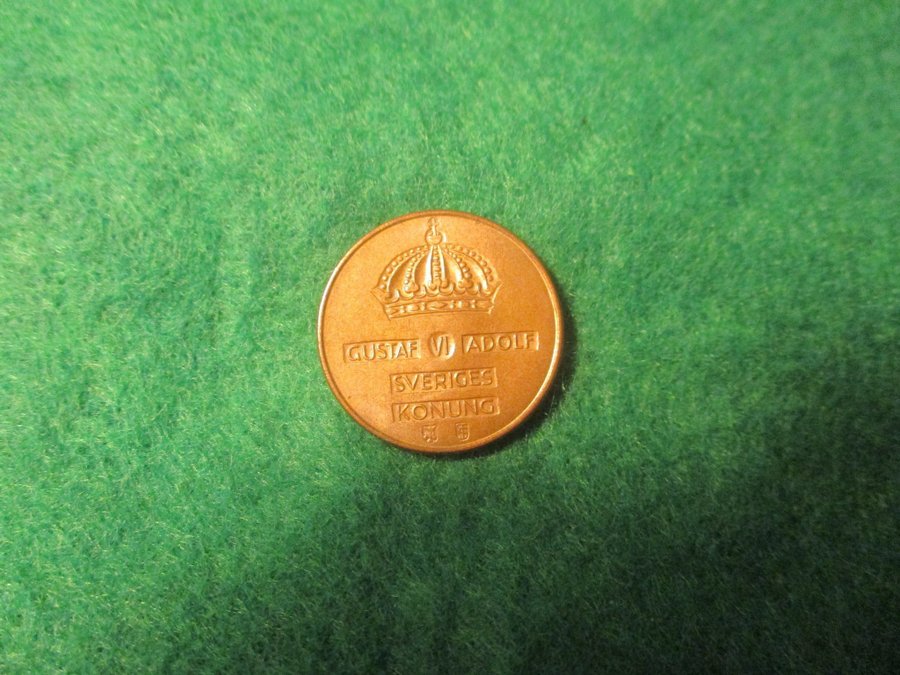 GUSTAF VI ADOLF
SVERIGES
KONUNG